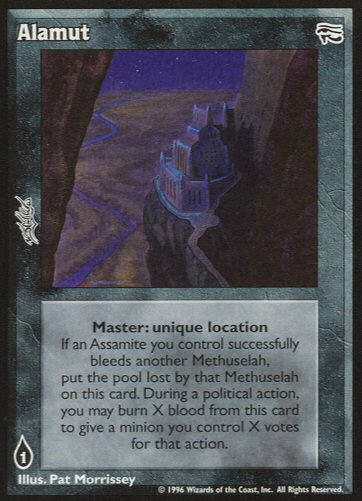 Alamut
Master: unique location
If an Assamite you control successfully
bleeds another Methuselah,
put the pool lost by that Methuselah
on this card. During a political action,
you may burn X blood from this card
to give a minion you control X votes
for that action.
1
Illus. Pat Morrissey
© 1996 Wizards of the Coast, Inc. All Rights Reserved.